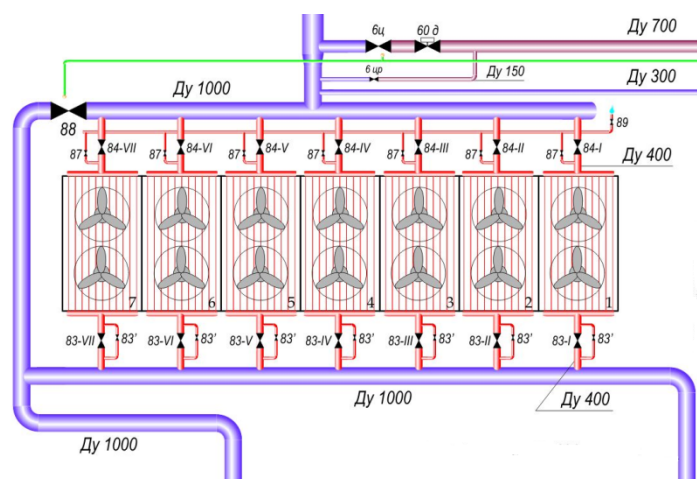 6ц 60 д Ду 700
6 цр Ду 150
Ду 1000 Ду 300
88 89
84-VII 84-VI 84-V 84-IV 84-III 84-II 84-I
87 87 87 87 87 87 87
Ду 400
7 6 5 4 3 2 1
83-VII 83' 83-VI 83' 83-V 83' 83-IV 83' 83-III 83' 83-II 83' 83-I 83'
Ду 1000 Ду 400
Ду 1000